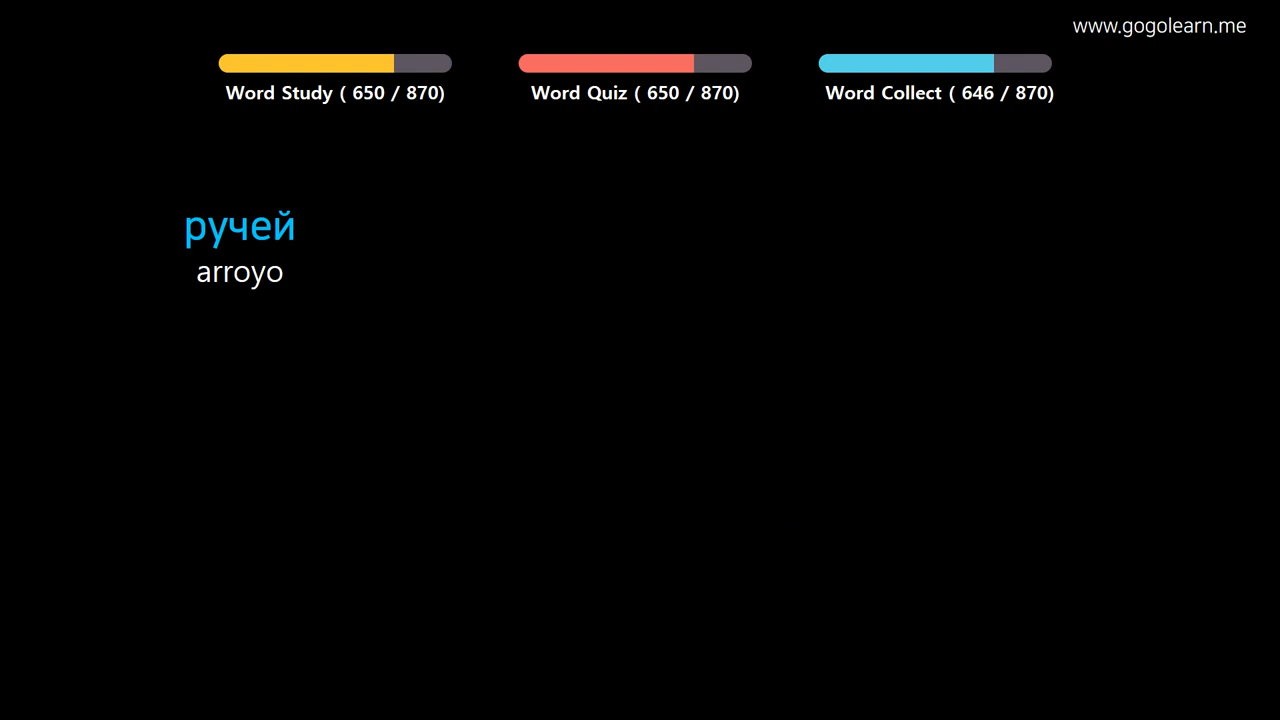 www.gogolearn.me
Word Study ( 650 / 870)
Word Quiz ( 650 / 870)
Word Collect ( 646 / 870)
ручей
arroyo